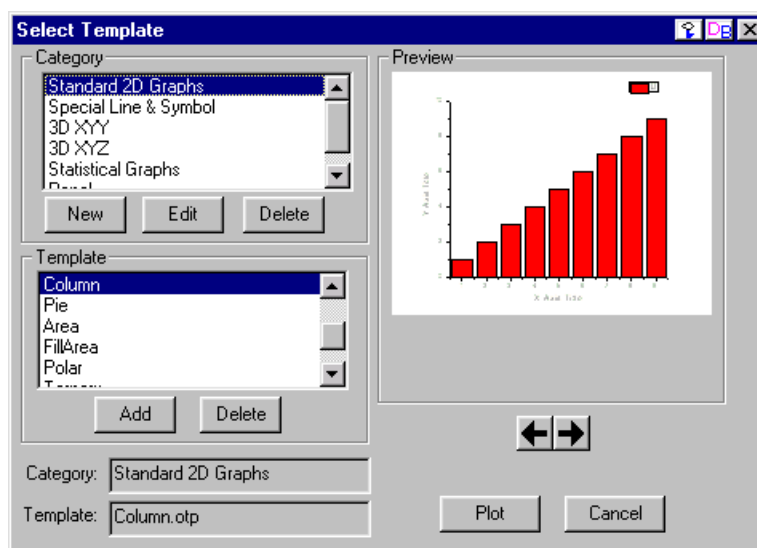 Select Template
Category
Standard 2D Graphs
Special Line & Symbol
3D XYY
3D XYZ
Statistical Graphs
New
Edit
Delete
Template
Column
Pie
Area
FillArea
Polar
Add
Delete
Category: Standard 2D Graphs
Template: Column.otp
Preview
Y Axis Title
X Axis Title
Plot
Cancel